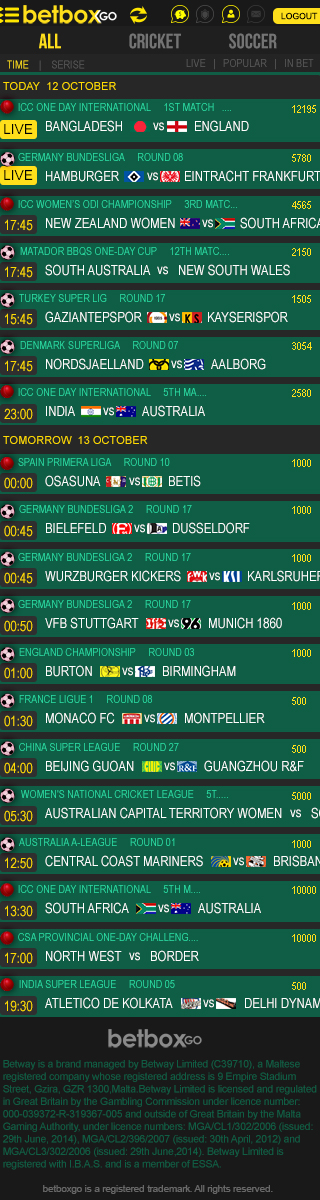 betboxGO
LOGOUT
ALL CRICKET SOCCER
TIME | SERISE LIVE | POPULAR | IN BET
TODAY 12 OCTOBER
ICC ONE DAY INTERNATIONAL 1ST MATCH .... 12195
LIVE BANGLADESH VS ENGLAND
GERMANY BUNDESLIGA ROUND 08 5780
LIVE HAMBURGER VS EINTRACHT FRANKFURT
ICC WOMEN'S ODI CHAMPIONSHIP 3RD MATC... 4565
17:45 NEW ZEALAND WOMEN VS SOUTH AFRICA
MATADOR BBQS ONE-DAY CUP 12TH MATC.... 2150
17:45 SOUTH AUSTRALIA VS NEW SOUTH WALES
TURKEY SUPER LIG ROUND 17 1505
15:45 GAZIANTEPSPOR VS KAYSERISPOR
DENMARK SUPERLIGA ROUND 07 3054
17:45 NORDSJAELLAND VS AALBORG
ICC ONE DAY INTERNATIONAL 5TH MA.... 2580
23:00 INDIA VS AUSTRALIA
TOMORROW 13 OCTOBER
SPAIN PRIMERA LIGA ROUND 10 1000
00:00 OSASUNA VS BETIS
GERMANY BUNDESLIGA 2 ROUND 17 1000
00:45 BIELEFELD VS DUSSELDORF
GERMANY BUNDESLIGA 2 ROUND 17 1000
00:45 WURZBURGER KICKERS VS KARLSRUHER
GERMANY BUNDESLIGA 2 ROUND 17 1000
00:50 VFB STUTTGART VS MUNICH 1860
ENGLAND CHAMPIONSHIP ROUND 03 1000
01:00 BURTON VS BIRMINGHAM
FRANCE LIGUE 1 ROUND 08 500
01:30 MONACO FC VS MONTPELLIER
CHINA SUPER LEAGUE ROUND 27 500
04:00 BEIJING GUOAN VS GUANGZHOU R&F
WOMEN'S NATIONAL CRICKET LEAGUE 5T..... 5000
05:30 AUSTRALIAN CAPITAL TERRITORY WOMEN VS SO
AUSTRALIA A-LEAGUE ROUND 01 1000
12:50 CENTRAL COAST MARINERS VS BRISBAN
ICC ONE DAY INTERNATIONAL 5TH M.... 10000
13:30 SOUTH AFRICA VS AUSTRALIA
CSA PROVINCIAL ONE-DAY CHALLENG.... 10000
17:00 NORTH WEST VS BORDER
INDIA SUPER LEAGUE ROUND 05 500
19:30 ATLETICO DE KOLKATA VS DELHI DYNAM
betboxGO
Betway is a brand managed by Betway Limited (C39710), a Maltese
registered company whose registered address is 9 Empire Stadium
Street, Gzira, GZR 1300,Malta.Betway Limited is licensed and regulated
in Great Britain by the Gambling Commission under licence number:
000-039372-R-319367-005 and outside of Great Britain by the Malta
Gaming Authority, under licence numbers: MGA/CL1/302/2006 (issued:
29th June, 2014), MGA/CL2/396/2007 (issued: 30th April, 2012) and
MGA/CL3/302/2006 (issued: 29th June,2014). Betway Limited is
registered with I.B.A.S. and is a member of ESSA.
betboxgo is a registered trademark. All rights reserved.